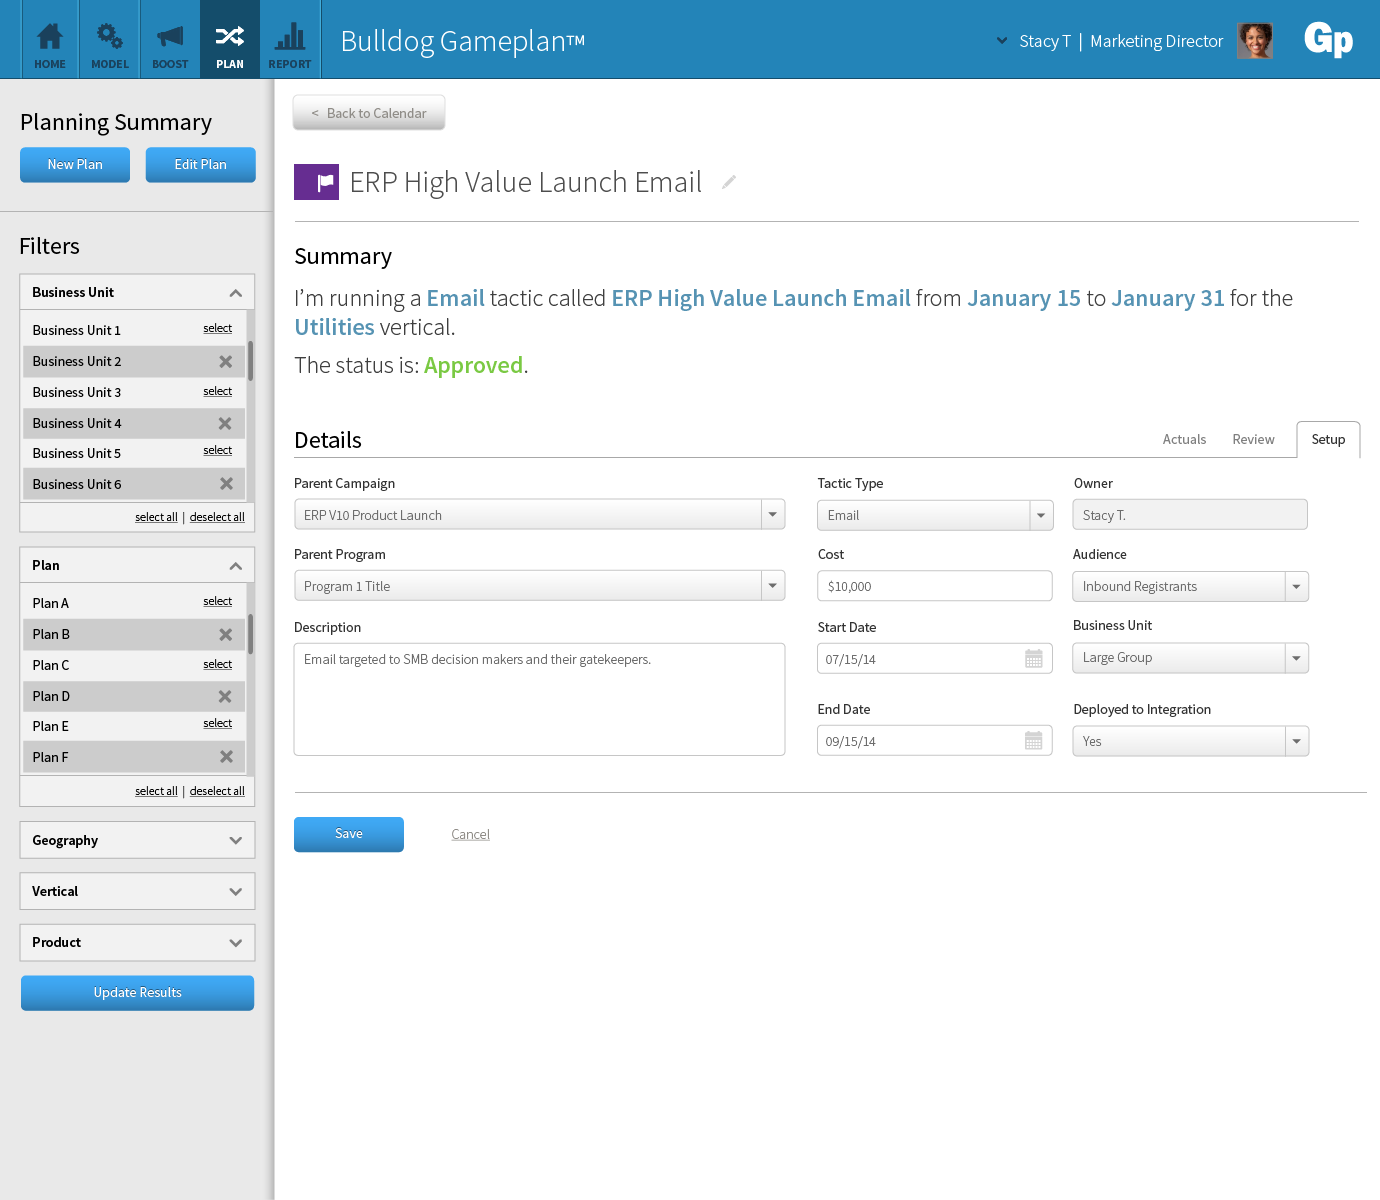 HOME
MODEL
BOOST
PLAN
REPORT
Bulldog Gameplan™
Stacy T | Marketing Director
Gp
Planning Summary
New Plan
Edit Plan
Filters
Business Unit
Business Unit 1 select
Business Unit 2
Business Unit 3 select
Business Unit 4
Business Unit 5 select
Business Unit 6
select all | deselect all
Plan
Plan A select
Plan B
Plan C select
Plan D
Plan E select
Plan F
select all | deselect all
Geography
Vertical
Product
Update Results
< Back to Calendar
ERP High Value Launch Email
Summary
I’m running a Email tactic called ERP High Value Launch Email from January 15 to January 31 for the
Utilities vertical.
The status is: Approved.
Details
Actuals
Review
Setup
Parent Campaign
ERP V10 Product Launch
Parent Program
Program 1 Title
Description
Email targeted to SMB decision makers and their gatekeepers.
Tactic Type
Email
Cost
$10,000
Start Date
07/15/14
End Date
09/15/14
Owner
Stacy T.
Audience
Inbound Registrants
Business Unit
Large Group
Deployed to Integration
Yes
Save
Cancel